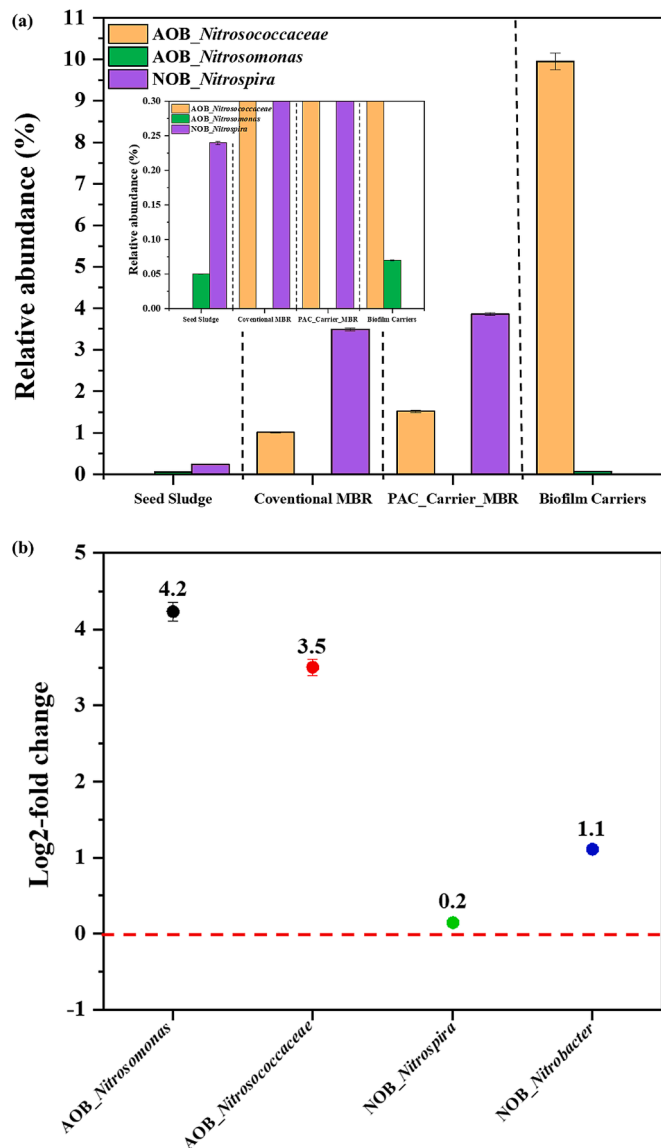 (a)
AOB_Nitrosococcaceae
AOB_Nitrosomonas
NOB_Nitrospira
Relative abundance (%)
11
10
9
8
7
6
5
4
3
2
1
0
Seed Sludge
Coventional MBR
PAC_Carrier_MBR
Biofilm Carriers
AOB_Nitrosococcaceae
AOB_Nitrosomonas
NOB_Nitrospira
Relative abundance (%)
0.30
0.25
0.20
0.15
0.10
0.05
0.00
Seed Sludge
Coventional MBR
PAC_Carrier_MBR
Biofilm Carriers
(b)
Log2-fold change
5
4
3
2
1
0
-1
4.2
3.5
0.2
1.1
AOB_Nitrosomonas
AOB_Nitrosococcaceae
NOB_Nitrospira
NOB_Nitrobacter